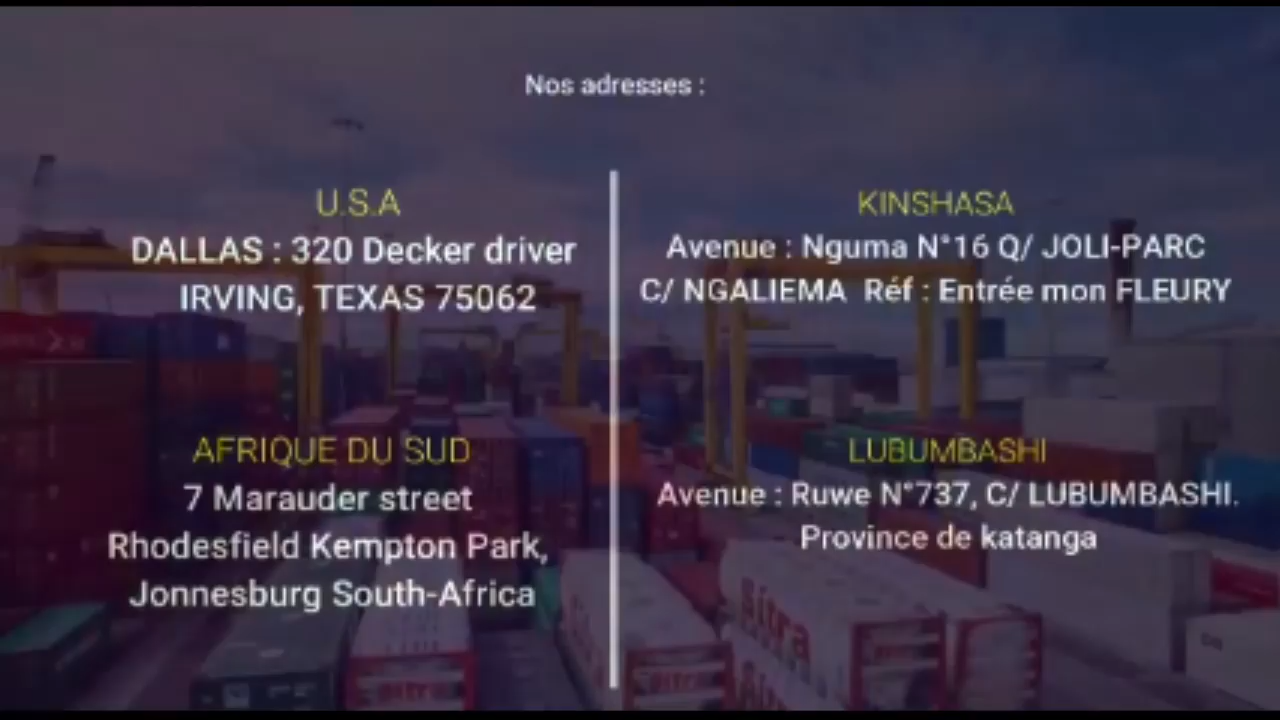 Nos adresses :
U.S.A
DALLAS : 320 Decker driver
IRVING, TEXAS 75062
AFRIQUE DU SUD
7 Marauder street
Rhodesfield Kempton Park,
Jonnesburg South-Africa
KINSHASA
Avenue : Nguma N°16 Q/ JOLI-PARC
C/ NGALIEMA Réf : Entrée mon FLEURY
LUBUMBASHI
Avenue : Ruwe N°737, C/ LUBUMBASHI.
Province de katanga
sitra